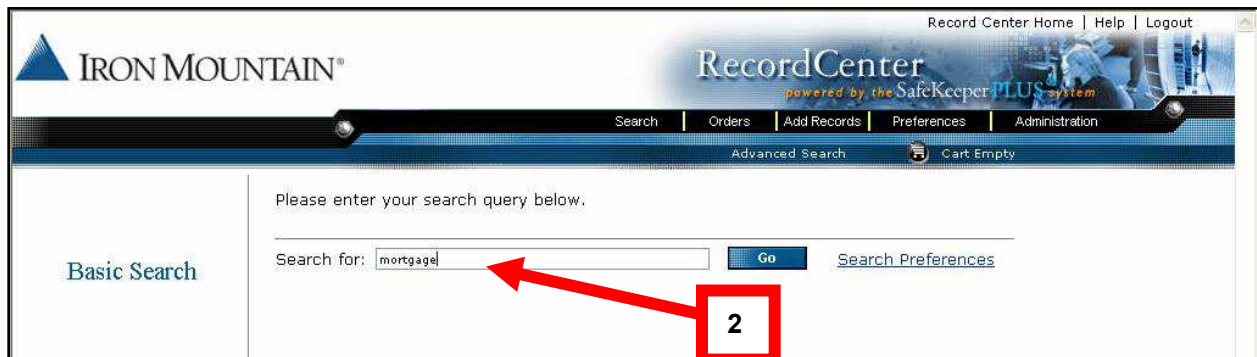 Record Center Home | Help | Logout
IRON MOUNTAIN®
RecordCenter
powered by the SafeKeeper PLUS system
Search | Orders | Add Records | Preferences | Administration
Advanced Search Cart Empty
Please enter your search query below.
Basic Search
Search for: mortgage Go Search Preferences
2